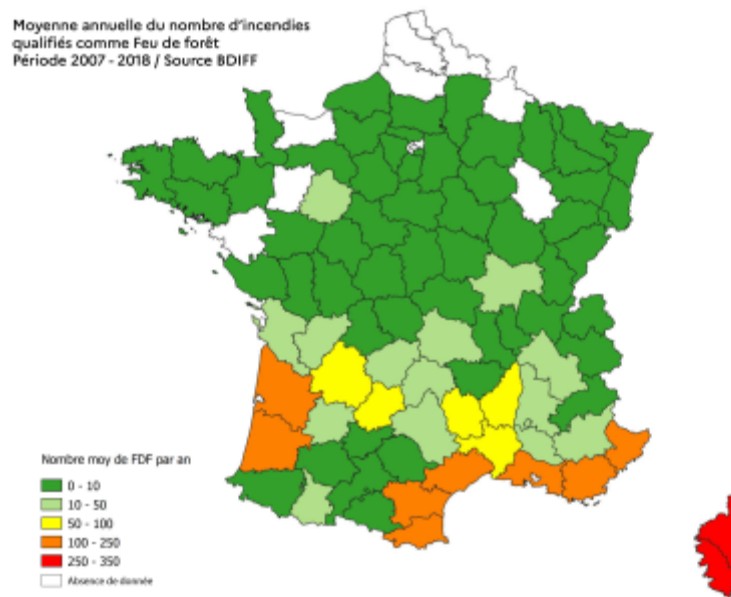 Moyenne annuelle du nombre d'incendies
qualifiés comme Feu de forêt
Période 2007 - 2018 / Source BDIFF
Nombre moy de FDF par an
0 - 10
10 - 50
50 - 100
100 - 250
250 - 350
Absence de donnée